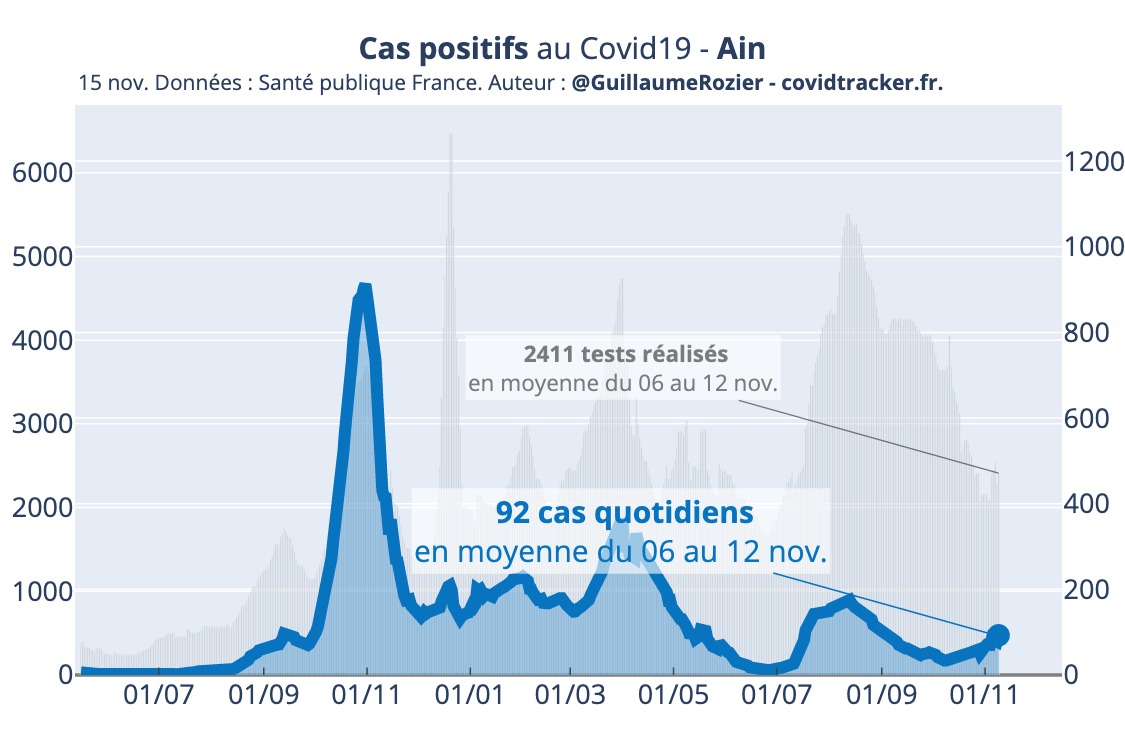 Cas positifs au Covid19 - Ain
15 nov. Données : Santé publique France. Auteur : @GuillaumeRozier - covidtracker.fr.
6000
5000
4000
3000
2000
1000
0
1200
1000
800
600
400
200
0
2411 tests réalisés
en moyenne du 06 au 12 nov.
92 cas quotidiens
en moyenne du 06 au 12 nov.
01/07 01/09 01/11 01/01 01/03 01/05 01/07 01/09 01/11